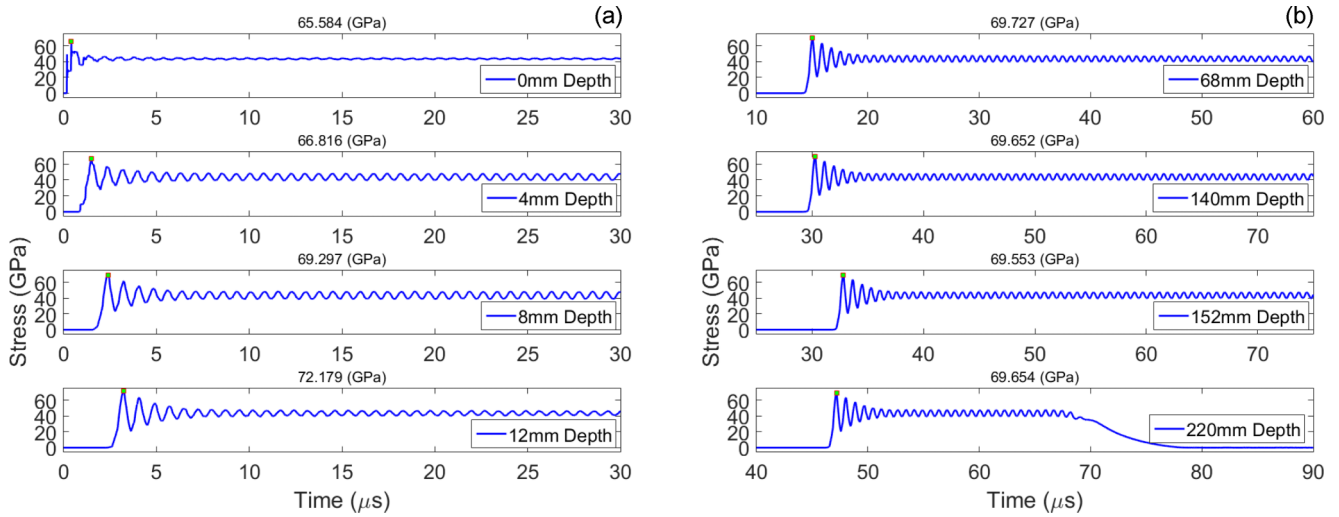 (a)
65.584 (GPa)
60
40
20
0
0mm Depth
0 5 10 15 20 25 30
66.816 (GPa)
60
40
20
0
4mm Depth
0 5 10 15 20 25 30
69.297 (GPa)
60
40
20
0
8mm Depth
0 5 10 15 20 25 30
72.179 (GPa)
60
40
20
0
12mm Depth
0 5 10 15 20 25 30
Stress (GPa)
Time (μs)
(b)
69.727 (GPa)
60
40
20
0
68mm Depth
10 20 30 40 50 60
69.652 (GPa)
60
40
20
0
140mm Depth
30 40 50 60 70
69.553 (GPa)
60
40
20
0
152mm Depth
30 40 50 60 70
69.654 (GPa)
60
40
20
0
220mm Depth
40 50 60 70 80 90
Stress (GPa)
Time (μs)